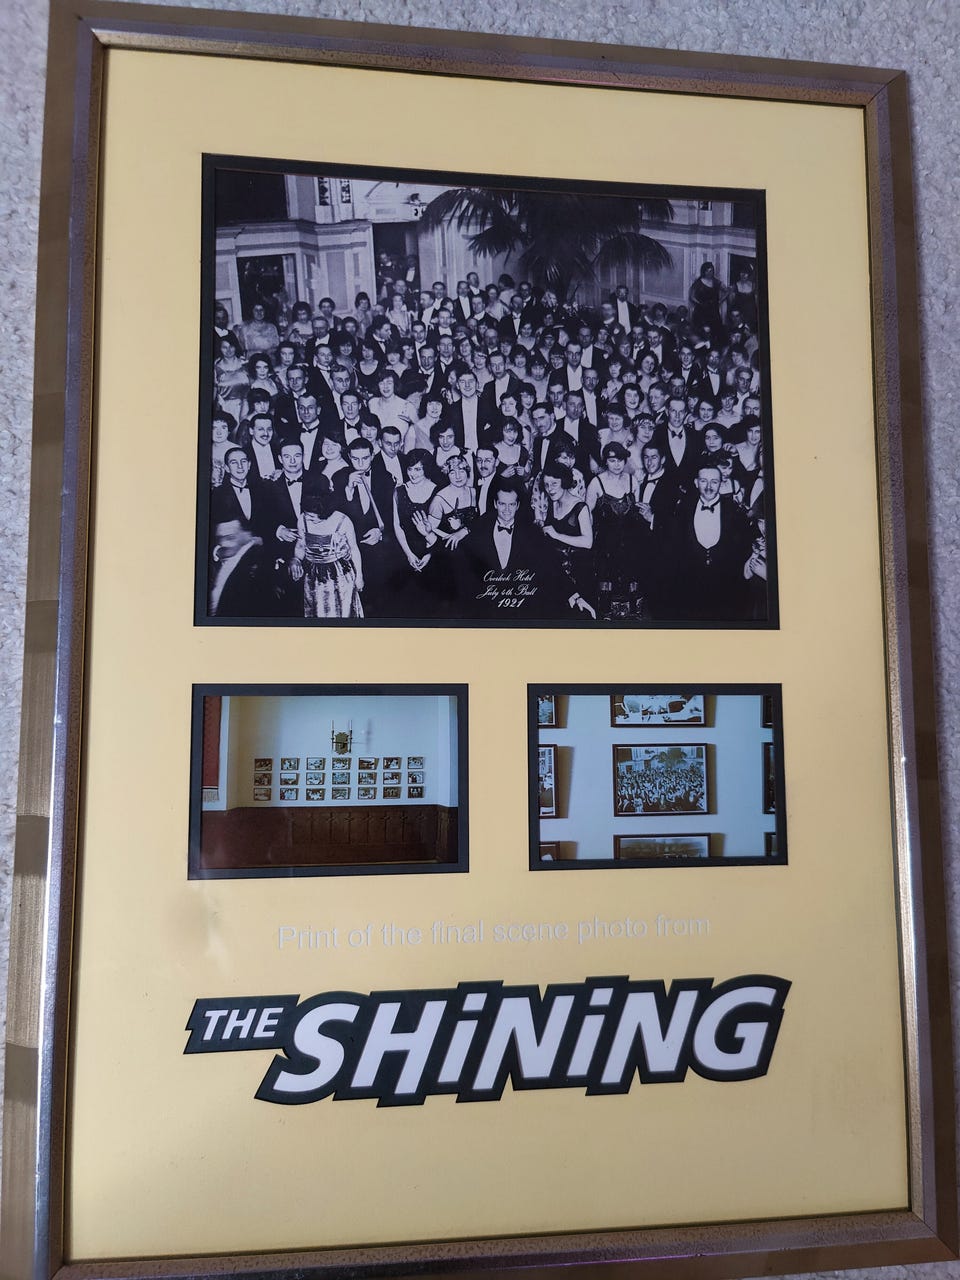 Overlook Hotel
July 4th Ball
1921
Print of the final scene photo from
THE SHiNiNG